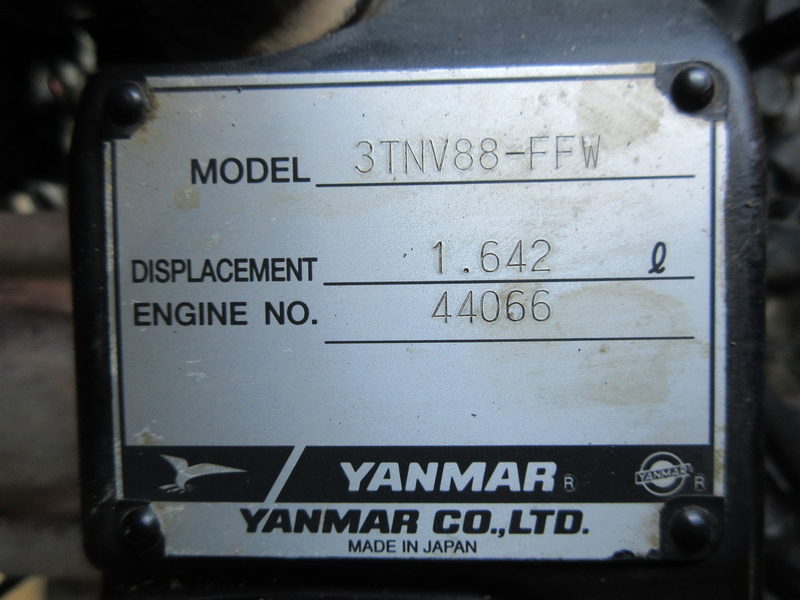 MODEL 3TNV88-FFW
DISPLACEMENT 1.642 ℓ
ENGINE NO. 44066
YANMAR ® YANMAR ®
YANMAR CO.,LTD.
MADE IN JAPAN